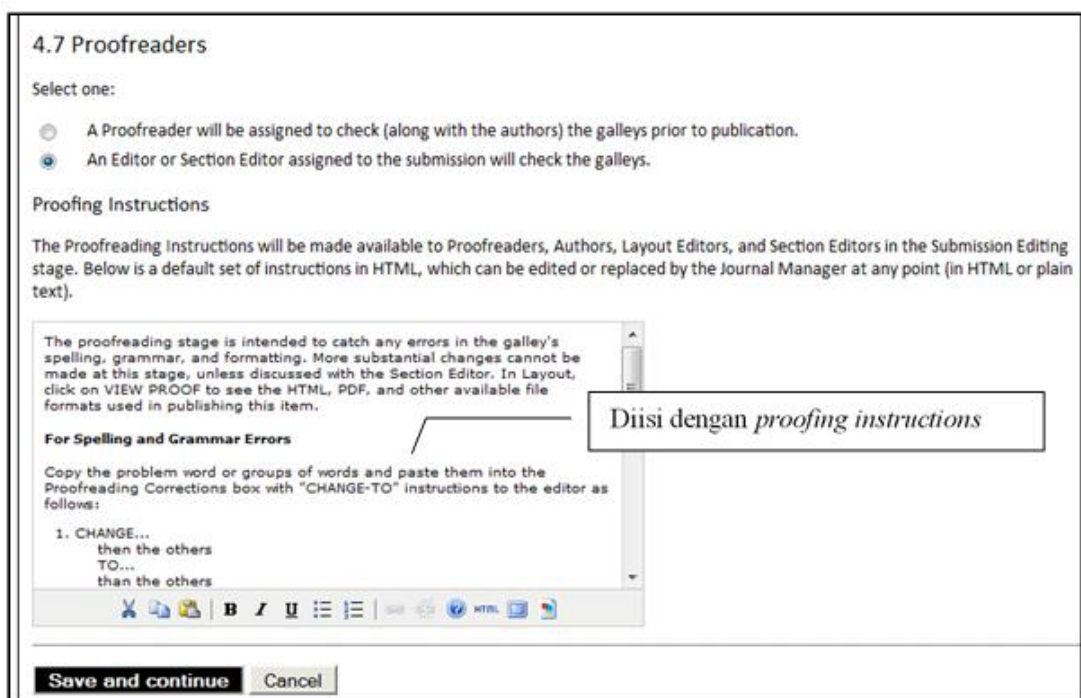 4.7 Proofreaders
Select one:
A Proofreader will be assigned to check (along with the authors) the galleys prior to publication.
An Editor or Section Editor assigned to the submission will check the galleys.
Proofing Instructions
The Proofreading Instructions will be made available to Proofreaders, Authors, Layout Editors, and Section Editors in the Submission Editing
stage. Below is a default set of instructions in HTML, which can be edited or replaced by the Journal Manager at any point (in HTML or plain
text).
The proofreading stage is intended to catch any errors in the galley's
spelling, grammar, and formatting. More substantial changes cannot be
made at this stage, unless discussed with the Section Editor. In Layout,
click on VIEW PROOF to see the HTML, PDF, and other available file
formats used in publishing this item.
Diisi dengan proofing instructions
For Spelling and Grammar Errors
Copy the problem word or groups of words and paste them into the
Proofreading Corrections box with "CHANGE-TO" instructions to the editor as
follows:
1. CHANGE...
then the others
TO...
than the others
B I U HTML
Save and continue Cancel